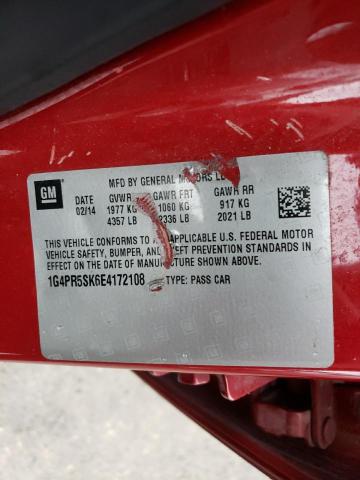 GM
MFD BY GENERAL MOTORS LLC
DATE GVWR GAWR FRT GAWR RR
02/14 1977 KG 1060 KG 917 KG
4357 LB 2336 LB 2021 LB
THIS VEHICLE CONFORMS TO ALL APPLICABLE U.S. FEDERAL MOTOR
VEHICLE SAFETY, BUMPER, AND THEFT PREVENTION STANDARDS
IN EFFECT ON THE DATE OF MANUFACTURE SHOWN ABOVE.
1G4PR5SK6E4172108 TYPE: PASS CAR